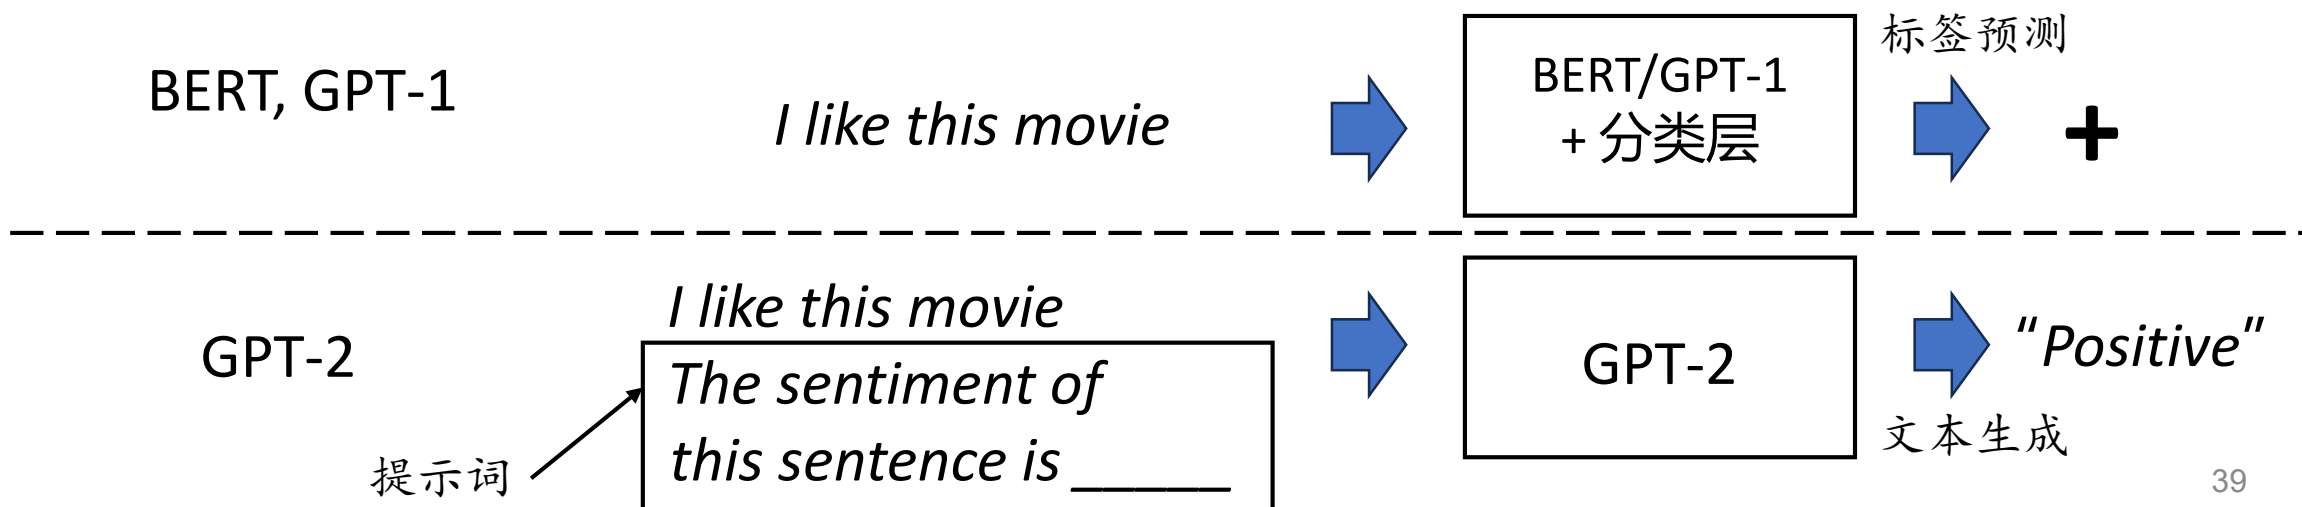 BERT, GPT-1
I like this movie
BERT/GPT-1
+ 分类层
标签预测
+
GPT-2
I like this movie
The sentiment of
this sentence is _____
提示词
GPT-2
"Positive"
文本生成
39